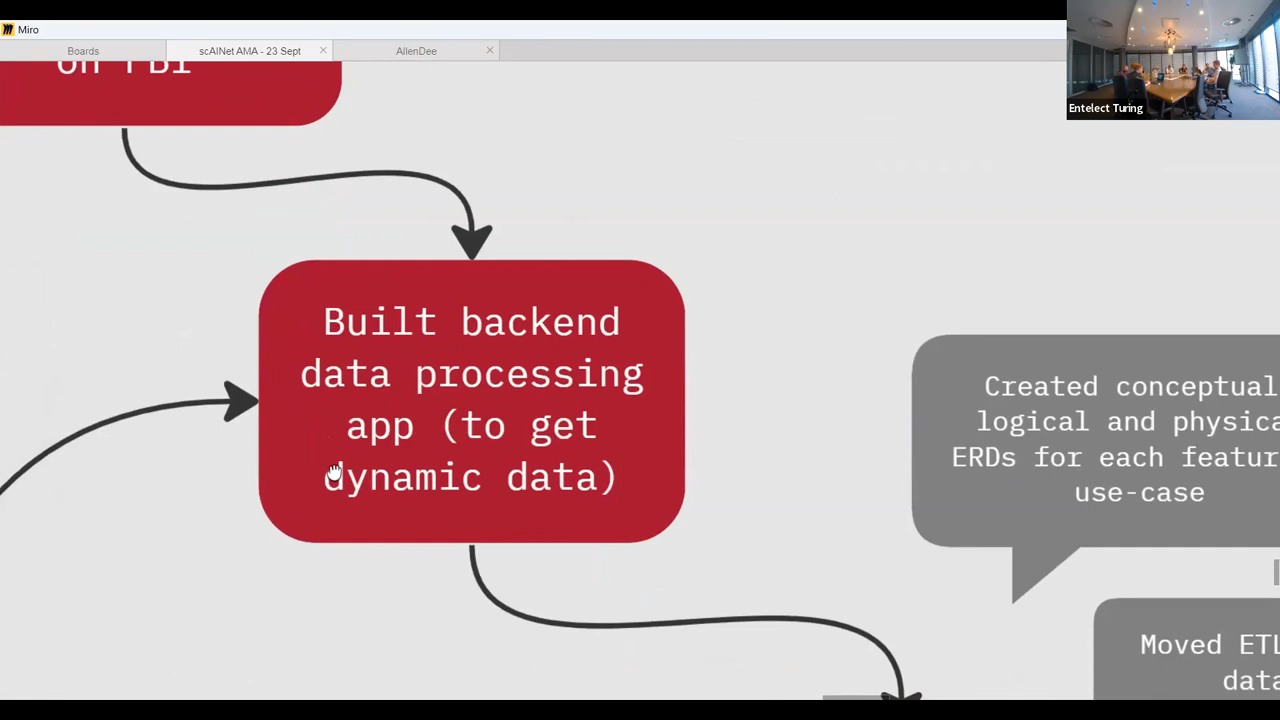 Miro
Boards
scAINet AMA - 23 Sept
AllenDee
Entelect Turing
Built backend
data processing
app (to get
dynamic data)
Created conceptual
logical and physica
ERDs for each featur
use-case
Moved ETL
data